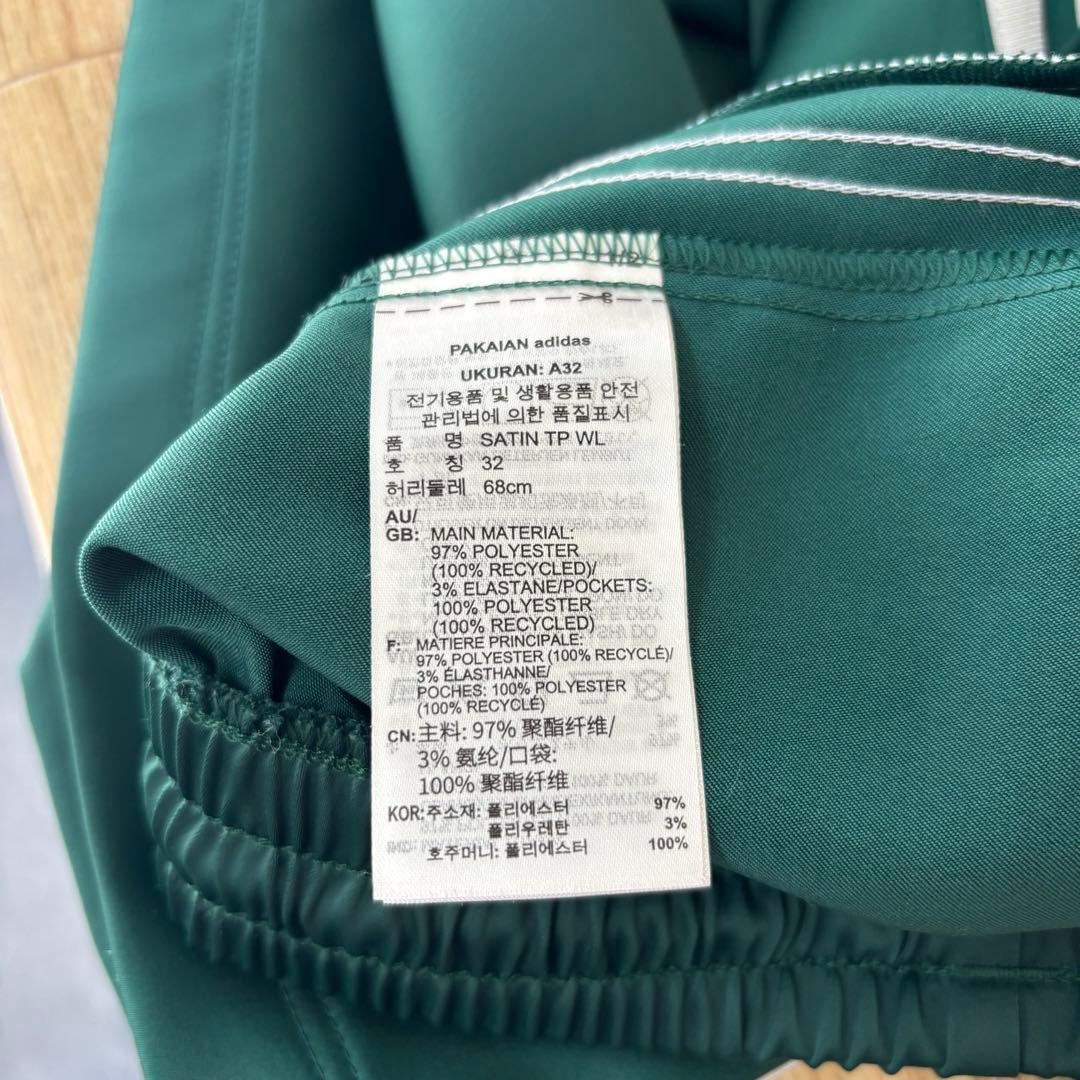 1/2
PAKAIAN adidas
UKURAN: A32
전기용품 및 생활용품 안전
관리법에 의한 품질표시
품 명 SATIN TP WL
호 칭 32
허리둘레 68cm
AU/
GB: MAIN MATERIAL:
97% POLYESTER
(100% RECYCLED)/
3% ELASTANE/POCKETS:
100% POLYESTER
(100% RECYCLED)
F: MATIERE PRINCIPALE:
97% POLYESTER (100% RECYCLÉ)/
3% ÉLASTHANNE/
POCHES: 100% POLYESTER
(100% RECYCLÉ)
CN: 主料: 97% 聚酯纤维/
3% 氨纶/口袋:
100% 聚酯纤维
KOR: 주소재: 폴리에스터 97%
폴리우레탄 3%
호주머니: 폴리에스터 100%